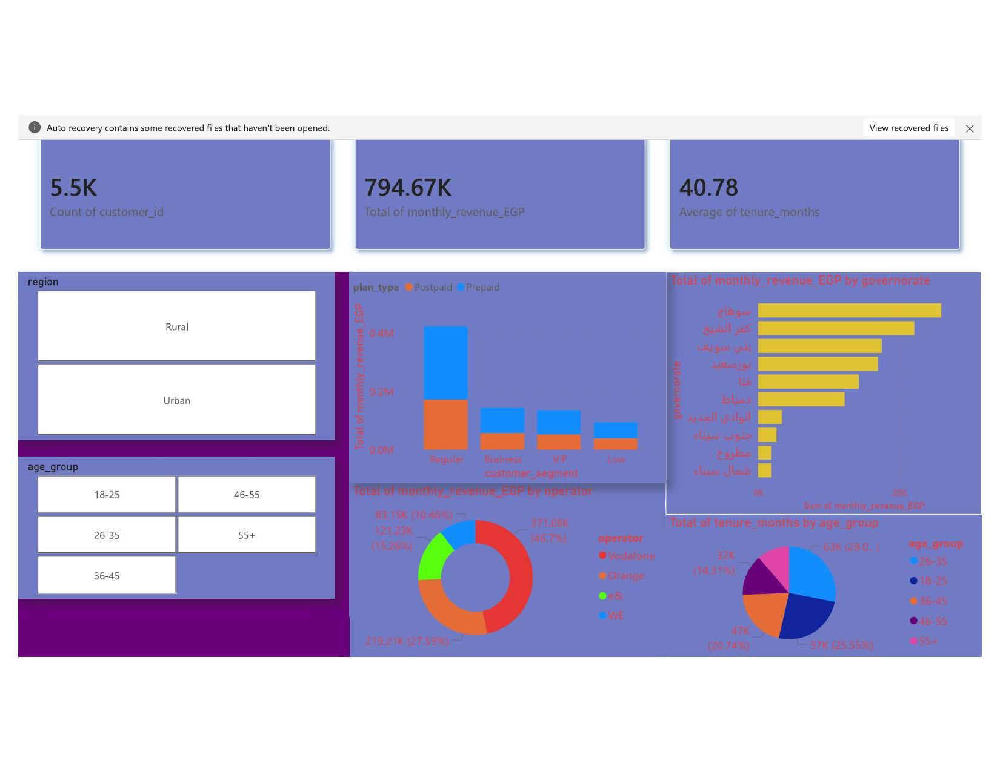 Auto recovery contains some recovered files that haven't been opened.
View recovered files
5.5K
Count of customer_id
794.67K
Total of monthly_revenue_EGP
40.78
Average of tenure_months
region
Rural
Urban
age_group
18-25
46-55
26-35
55+
36-45
plan_type Postpaid Prepaid
Total of monthly_revenue_EGP
0.4M
0.2M
0.0M
Regular Business VIP Low
customer_segment
Total of monthly_revenue_EGP by governorate
governorate
سوهاج
كفر الشيخ
بني سويف
بورسعيد
قنا
دمياط
الوادي الجديد
جنوب سيناء
مطروح
شمال سيناء
0K 20K
Sum of monthly_revenue_EGP
Total of monthly_revenue_EGP by operator
83.15K (10.46%)
121.23K
(15.26%)
371.08K
(46.7%)
219.21K (27.59%)
operator
Vodafone
Orange
e&
WE
Total of tenure_months by age_group
63K (28.0...)
32K
(14.31%)
47K
(20.74%)
57K (25.55%)
age_group
26-35
18-25
36-45
46-55
55+